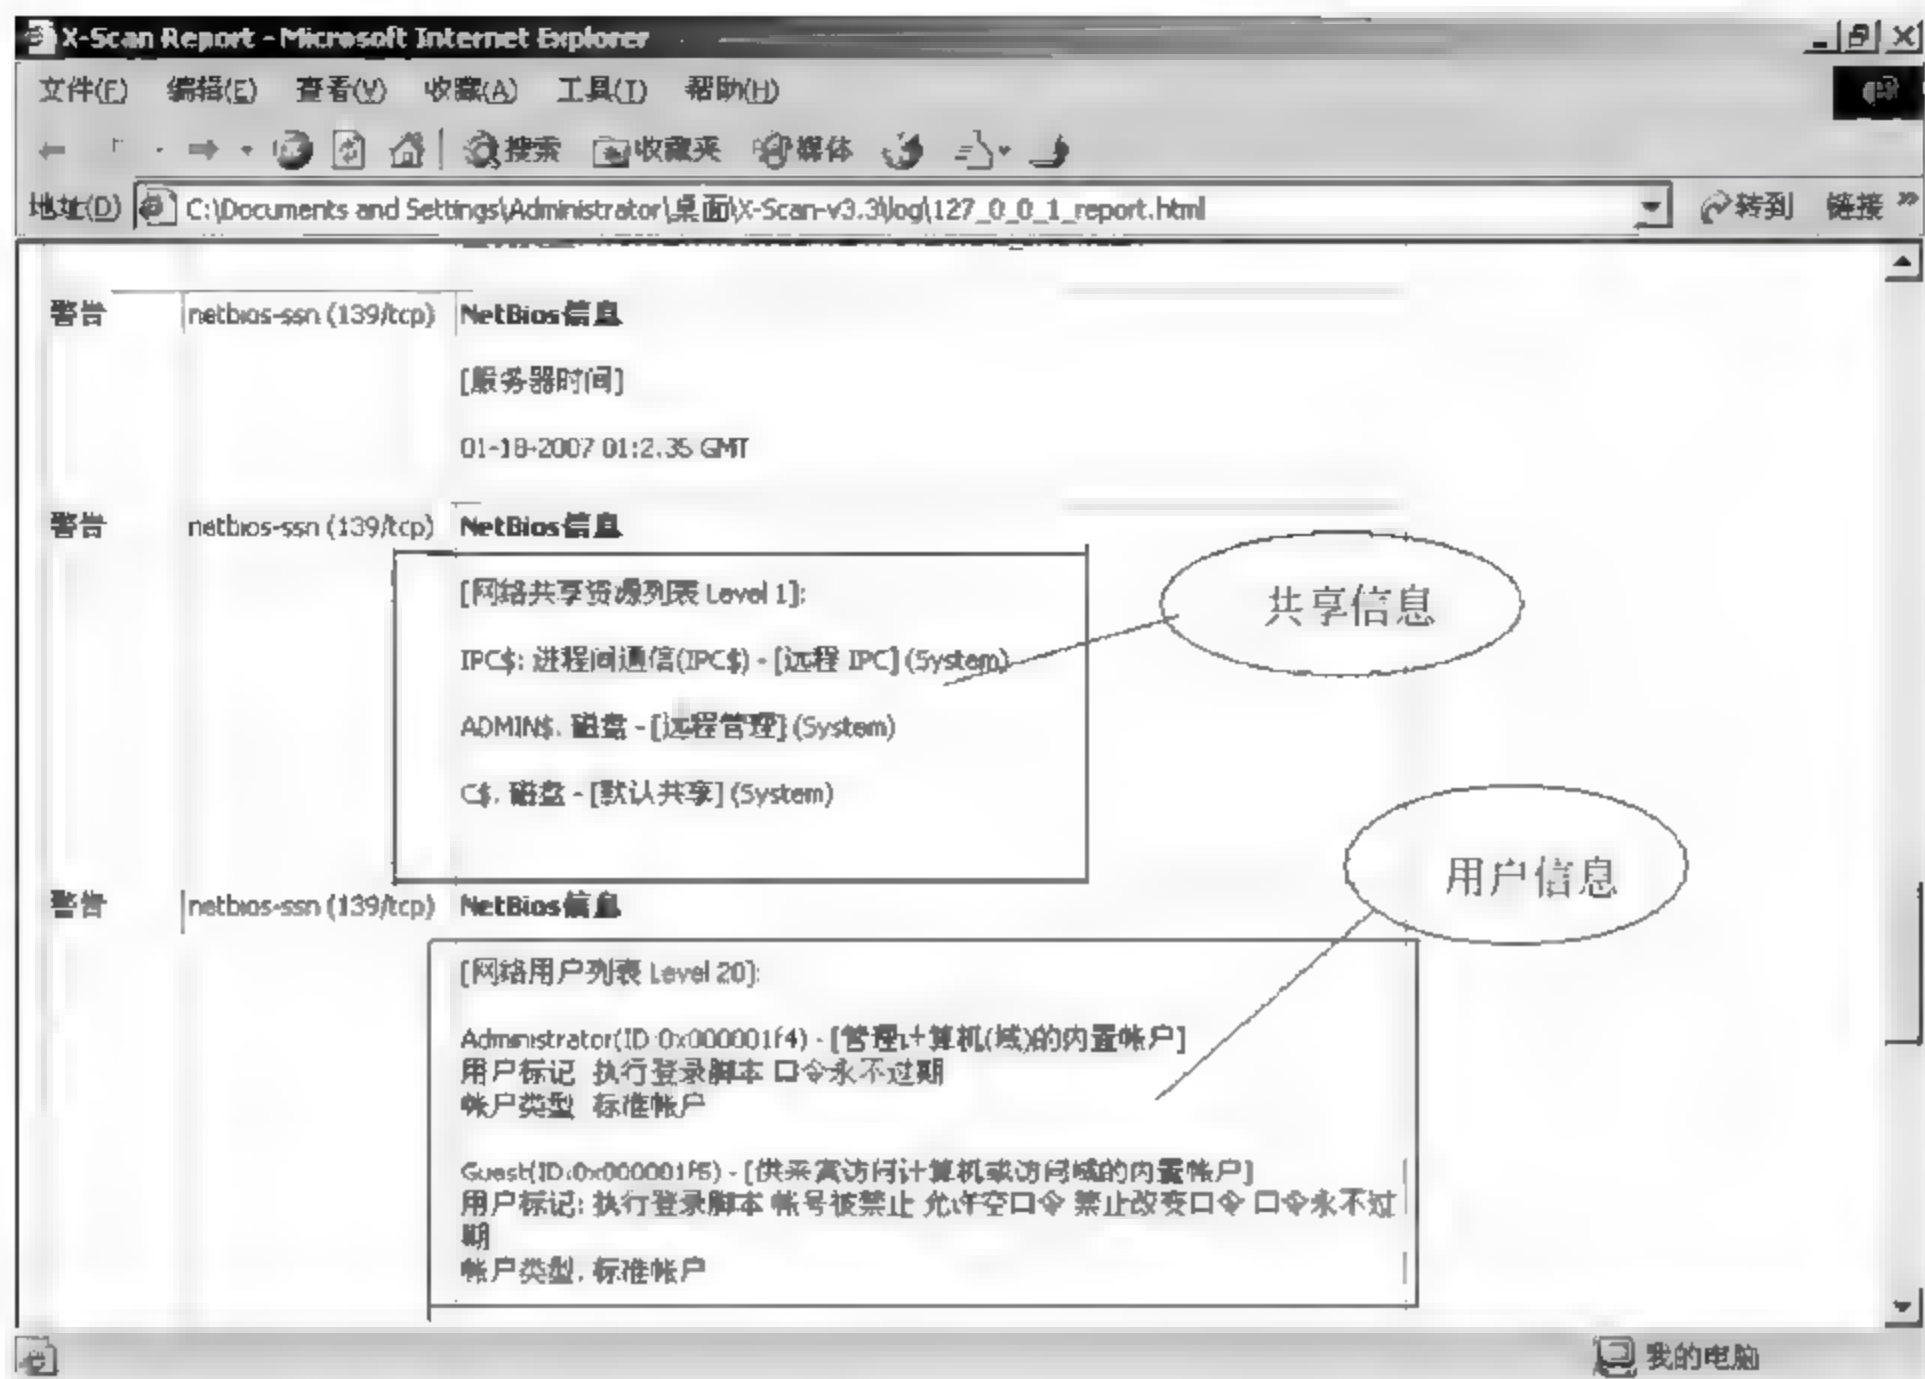 X-Scan Report - Microsoft Internet Explorer
文件(F) 编辑(E) 查看(V) 收藏(A) 工具(T) 帮助(H)
搜索 收藏夹 媒体
地址(D) C:\Documents and Settings\Administrator\桌面\X-Scan-v3.3\log\127_0_0_1_report.html 转到 链接 »
警告 netbios-ssn (139/tcp) NetBios信息
[服务器时间]
01-18-2007 01:2:35 GMT
警告 netbios-ssn (139/tcp) NetBios信息
[网络共享资源列表 Level 1]:
共享信息
IPC$: 进程间通信(IPC$) - [远程 IPC] (System)
ADMIN$: 磁盘 - [远程管理] (System)
C$: 磁盘 - [默认共享] (System)
用户信息
警告 netbios-ssn (139/tcp) NetBios信息
[网络用户列表 Level 20]:
Administrator(ID:0x000001f4) - [管理计算机(域)的内置帐户]
用户标记: 执行登录脚本 口令永不过期
帐户类型: 标准帐户
Guest(ID:0x000001f5) - [供来宾访问计算机或访问域的内置帐户]
用户标记: 执行登录脚本 帐号被禁止 允许空口令 禁止改变口令 口令永不过
期
帐户类型: 标准帐户
我的电脑